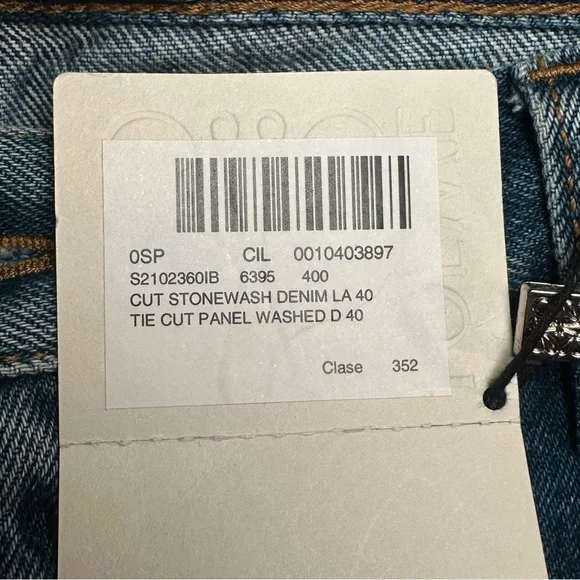 0SP CIL 0010403897
S2102360IB 6395 400
CUT STONEWASH DENIM LA 40
TIE CUT PANEL WASHED D 40
Clase 352